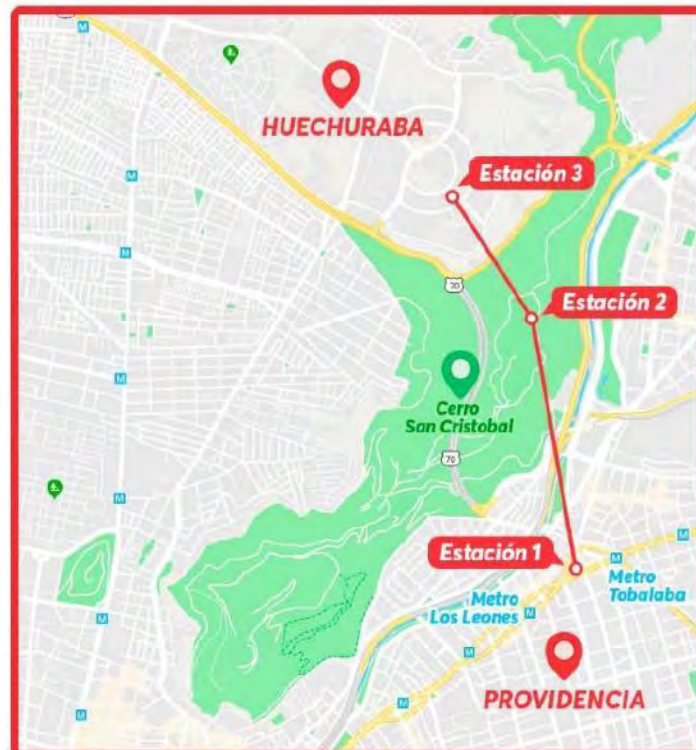 HUECHURABA
Estación 3
70
Estación 2
Cerro
San Cristobal
70
Estación 1
Metro
Tobalaba
Metro
Los Leones
PROVIDENCIA
M
M
M
M
M
M
M
M
M
M
M
M